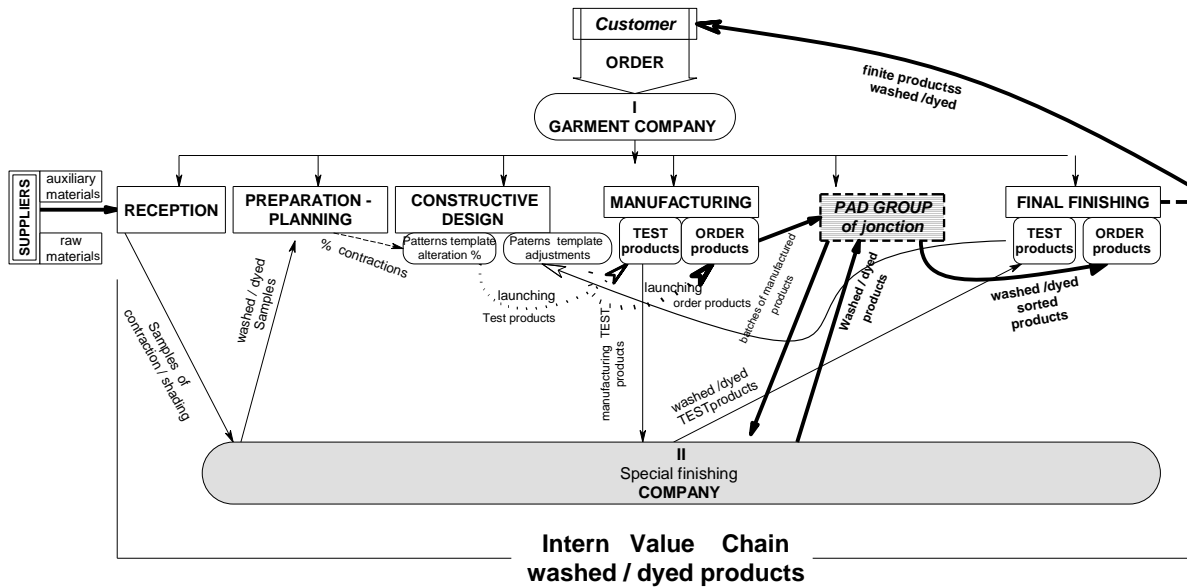 Customer
ORDER
finite productss
washed /dyed
I
GARMENT COMPANY
SUPPLIERS
auxiliary
materials
raw
materials
RECEPTION
PREPARATION -
PLANNING
CONSTRUCTIVE
DESIGN
MANUFACTURING
PAD GROUP
of jonction
FINAL FINISHING
% contractions
Patterns template
alteration %
Paterns template
adjustments
TEST
products
ORDER
products
TEST
products
ORDER
products
launching
Test products
launching
order products
Samples of
contraction / shading
washed / dyed
Samples
manufacturing TEST
products
batches of manufactured
products
Washed / dyed
products
washed /dyed
TESTproducts
washed /dyed
sorted
products
II
Special finishing
COMPANY
Intern Value Chain
washed / dyed products